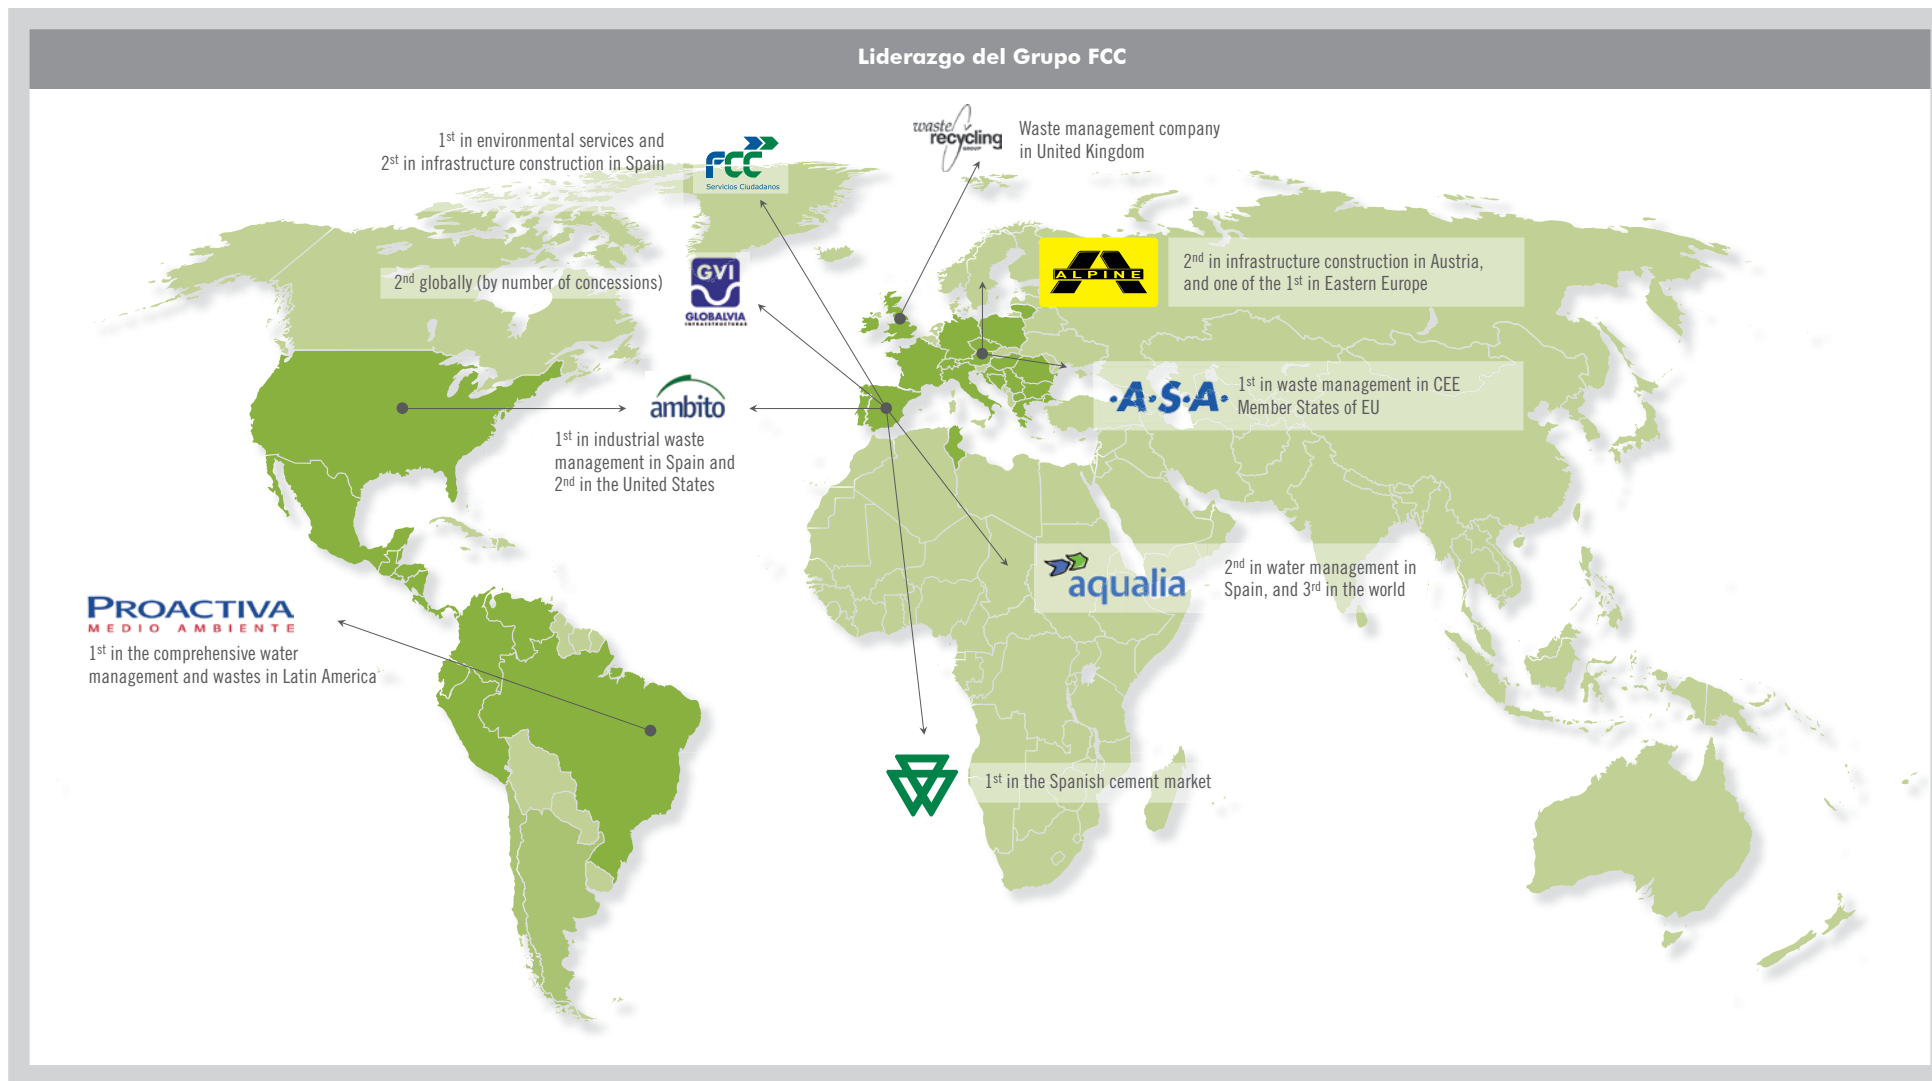 Liderazgo del Grupo FCC
1st in environmental services and
2st in infrastructure construction in Spain
FCC
Servicios Ciudadanos
waste
recycling
GROUP
Waste management company
in United Kingdom
2nd globally (by number of concessions)
GVI
GLOBALVIA
INFRAESTRUCTURAS
ALPINE
2nd in infrastructure construction in Austria,
and one of the 1st in Eastern Europe
·A·S·A·
1st in waste management in CEE
Member States of EU
ambito
1st in industrial waste
management in Spain and
2nd in the United States
aqualia
2nd in water management in
Spain, and 3rd in the world
PROACTIVA
MEDIO AMBIENTE
1st in the comprehensive water
management and wastes in Latin America
1st in the Spanish cement market